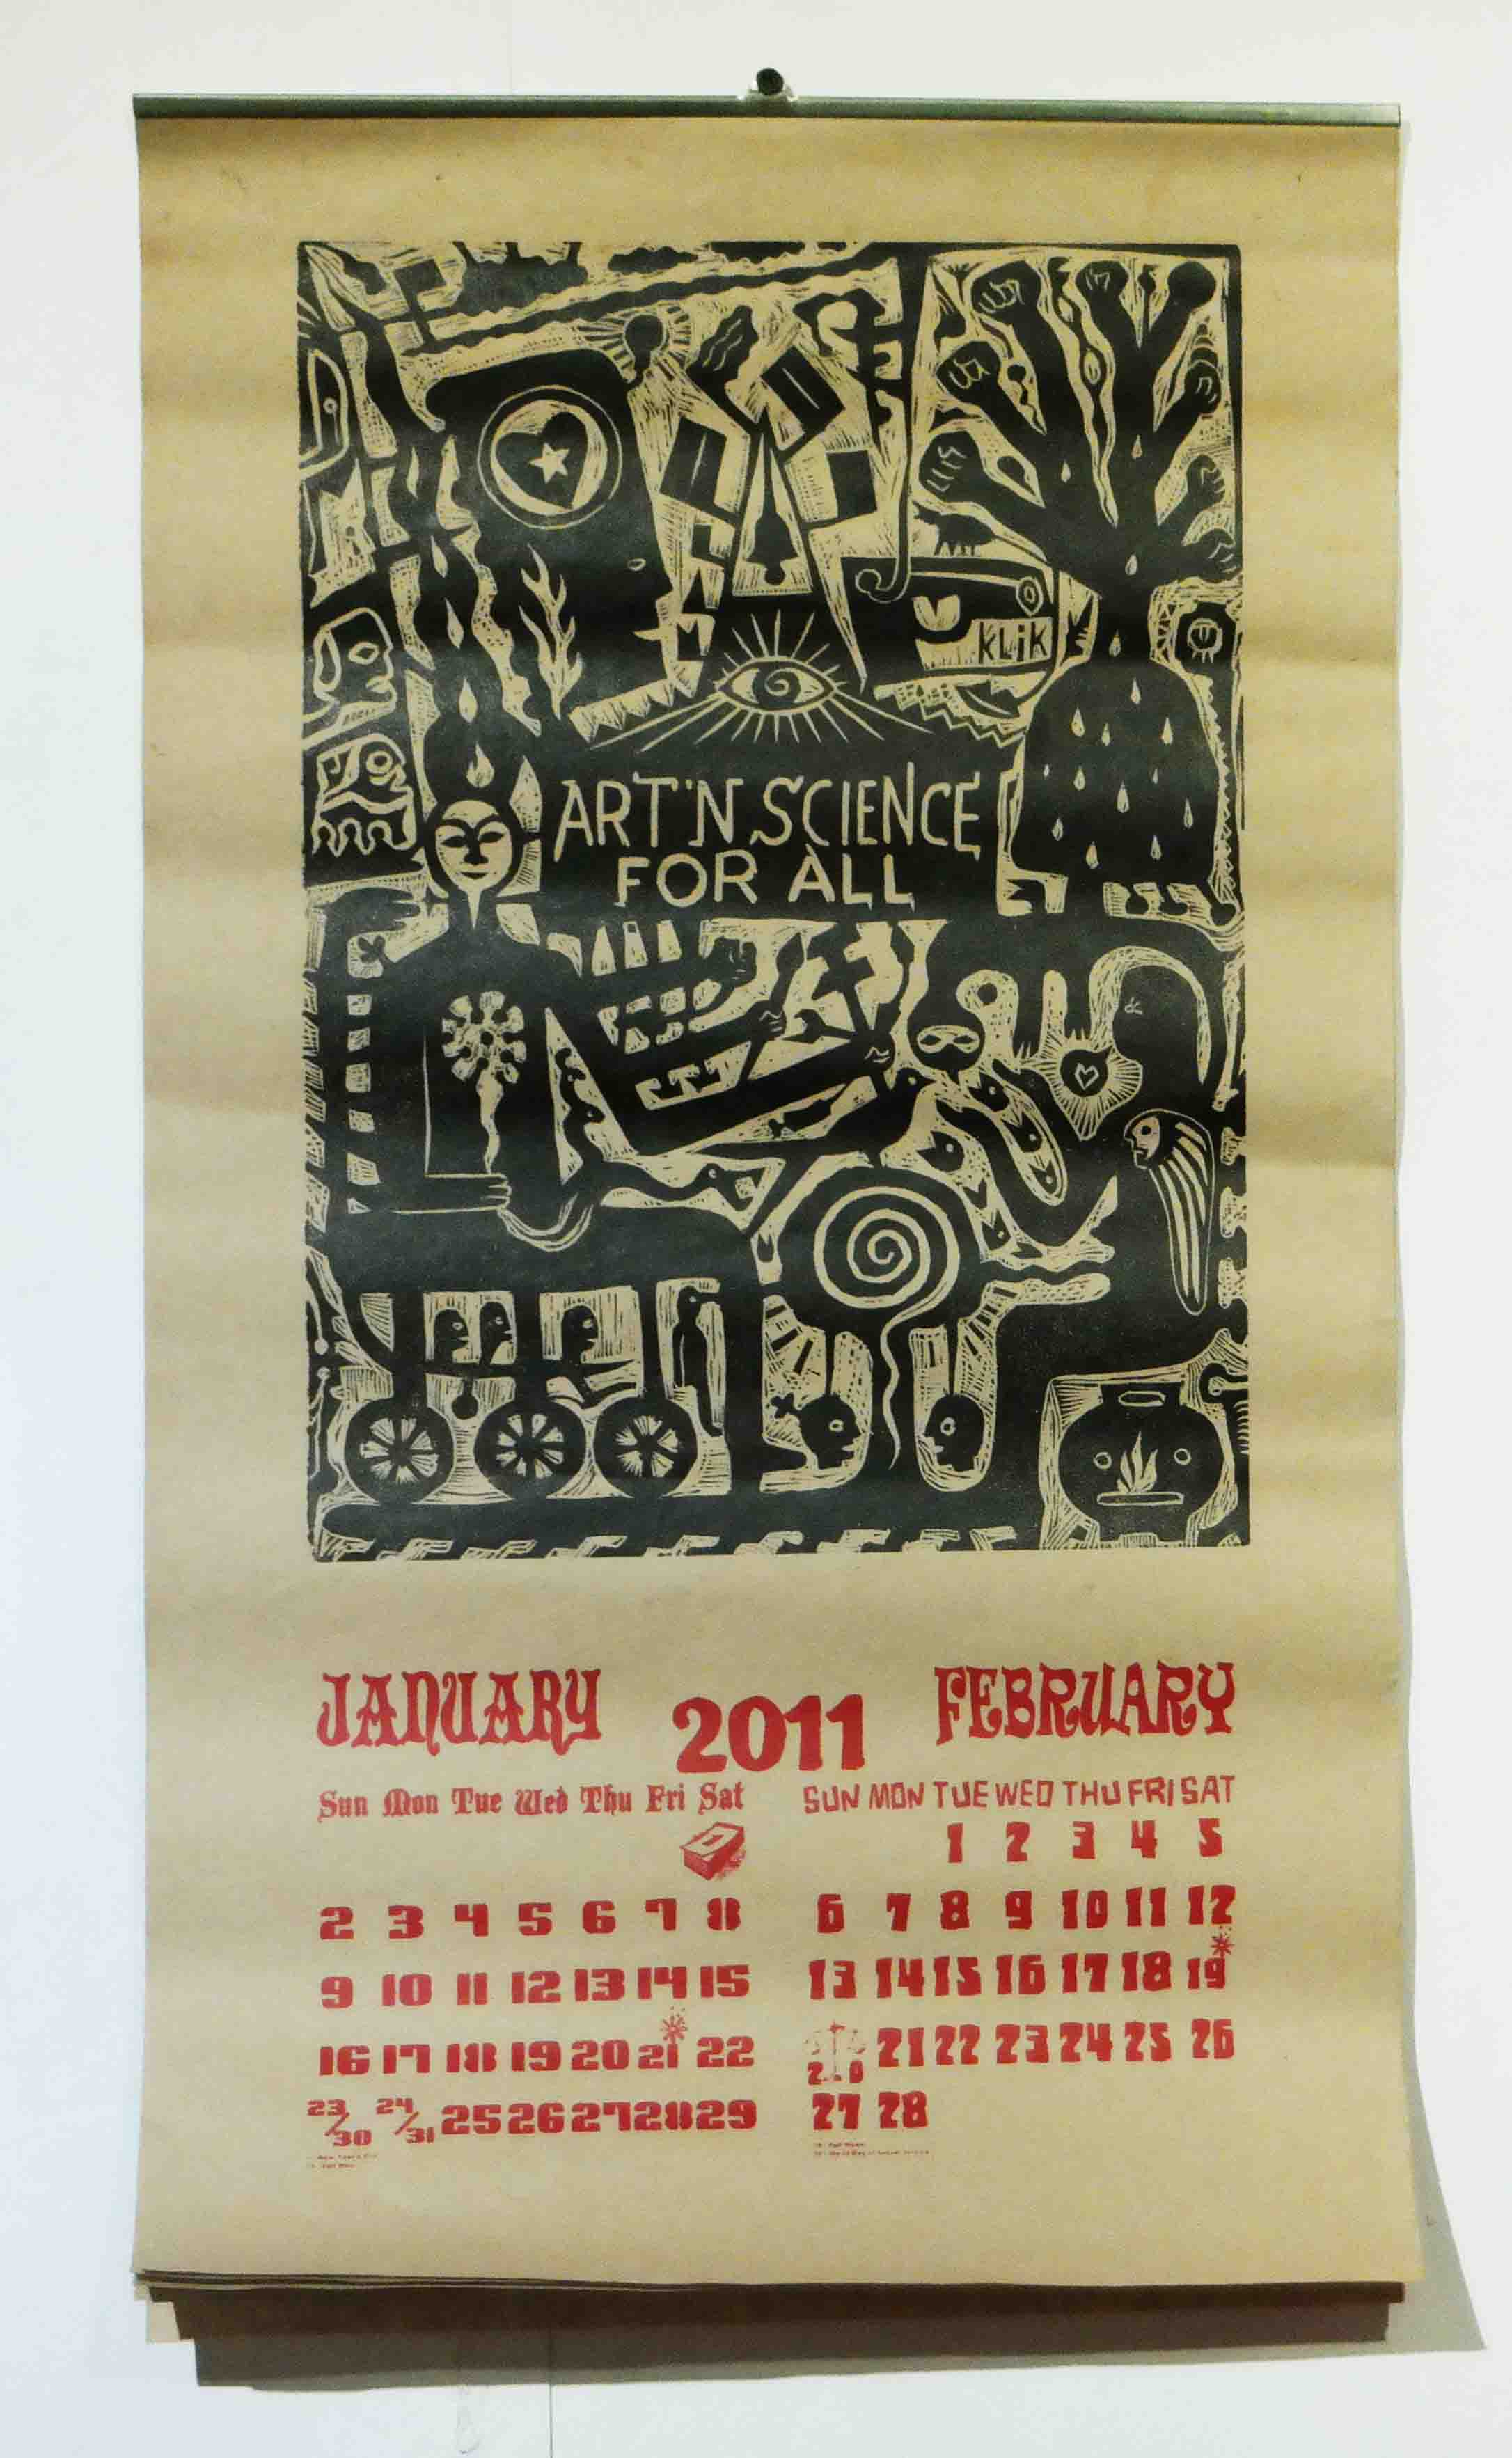 KLiK
ART'N SCIENCE
FOR ALL
JANUARY
2011
FEBRUARY
Sun Mon Tue Wed Thu Fri Sat
1
2 3 4 5 6 7 8
9 10 11 12 13 14 15
16 17 18 19 20 21 22
23/30 24/31 25 26 27 28 29
SUN MON TUE WED THU FRI SAT
1 2 3 4 5
6 7 8 9 10 11 12
13 14 15 16 17 18 19
20 21 22 23 24 25 26
27 28